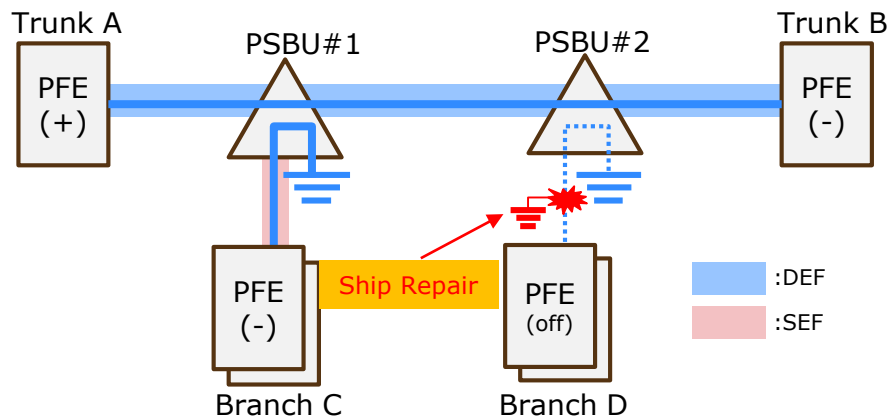 Trunk A
Trunk B
PSBU#1
PSBU#2
PFE
(+)
PFE
(-)
PFE
(-)
Ship Repair
PFE
(off)
:DEF
:SEF
Branch C
Branch D